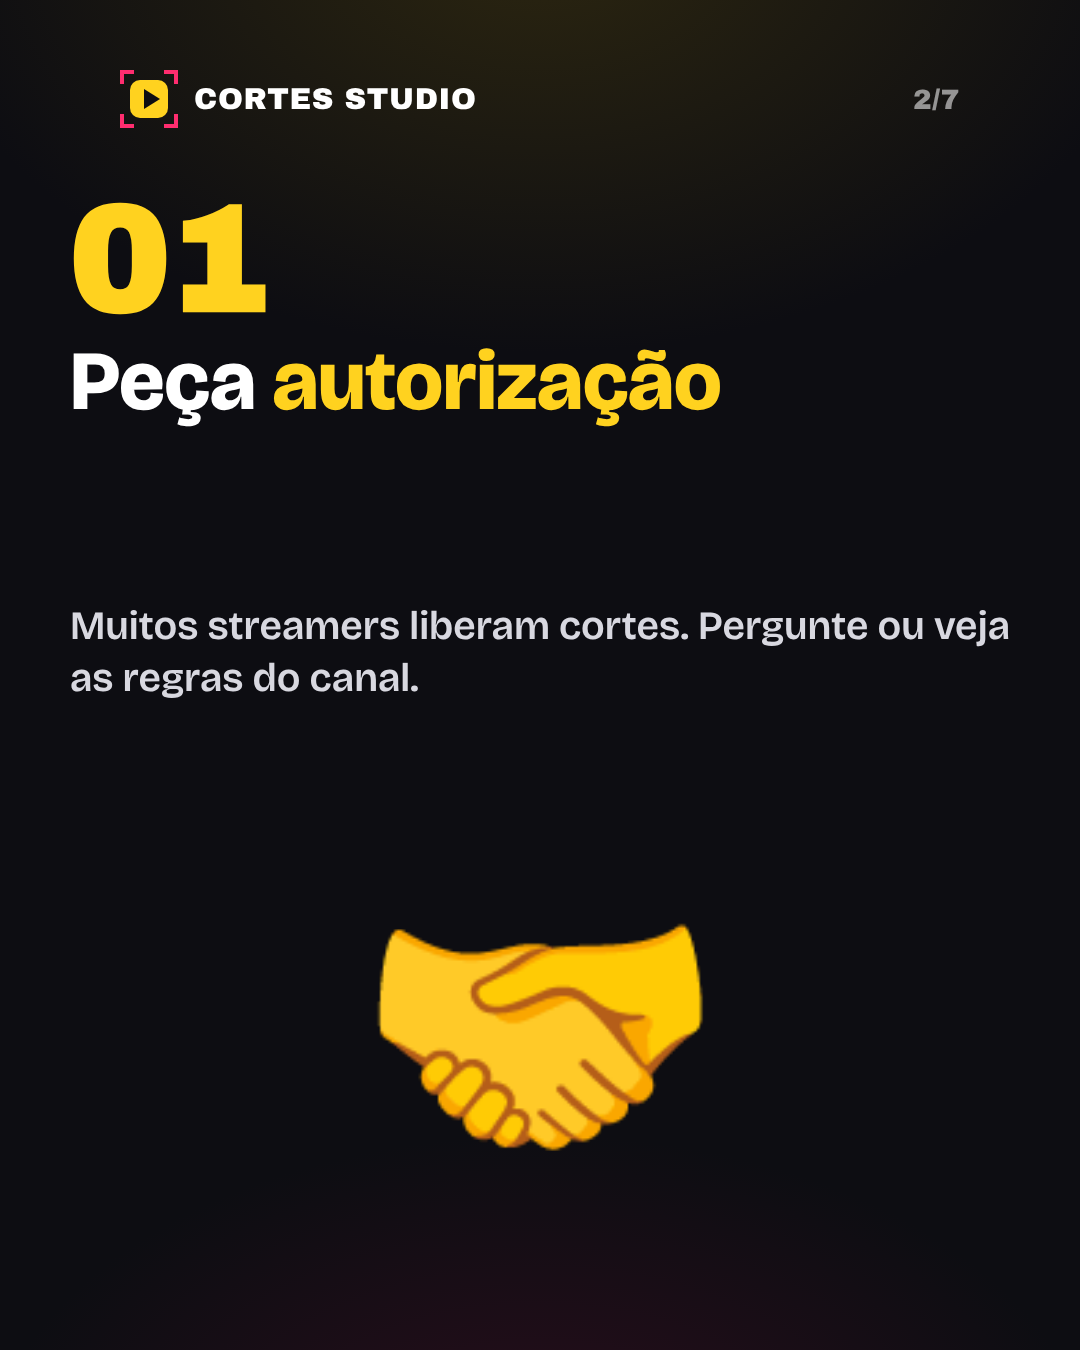 CORTES STUDIO
2/7
01
Peça autorização
Muitos streamers liberam cortes. Pergunte ou veja
as regras do canal.